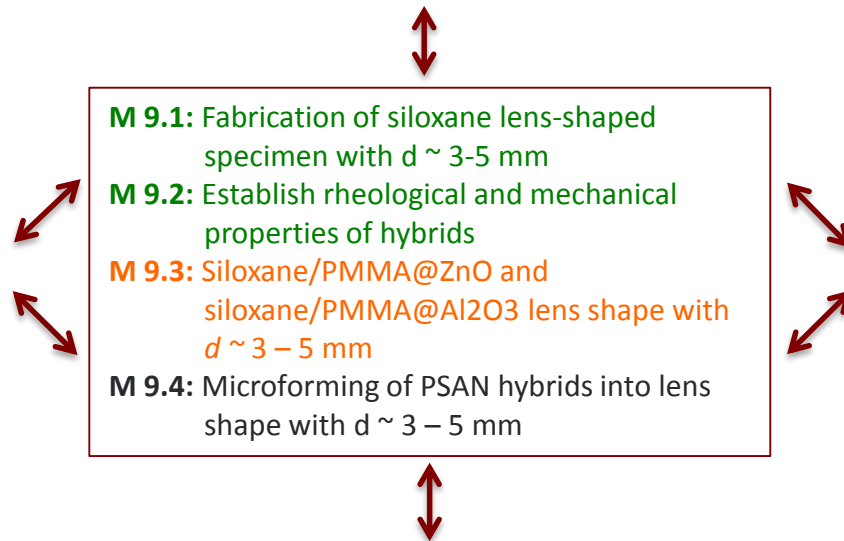 M 9.1: Fabrication of siloxane lens-shaped
specimen with d ~ 3-5 mm
M 9.2: Establish rheological and mechanical
properties of hybrids
M 9.3: Siloxane/PMMA@ZnO and
siloxane/PMMA@Al2O3 lens shape with
d ~ 3 – 5 mm
M 9.4: Microforming of PSAN hybrids into lens
shape with d ~ 3 – 5 mm